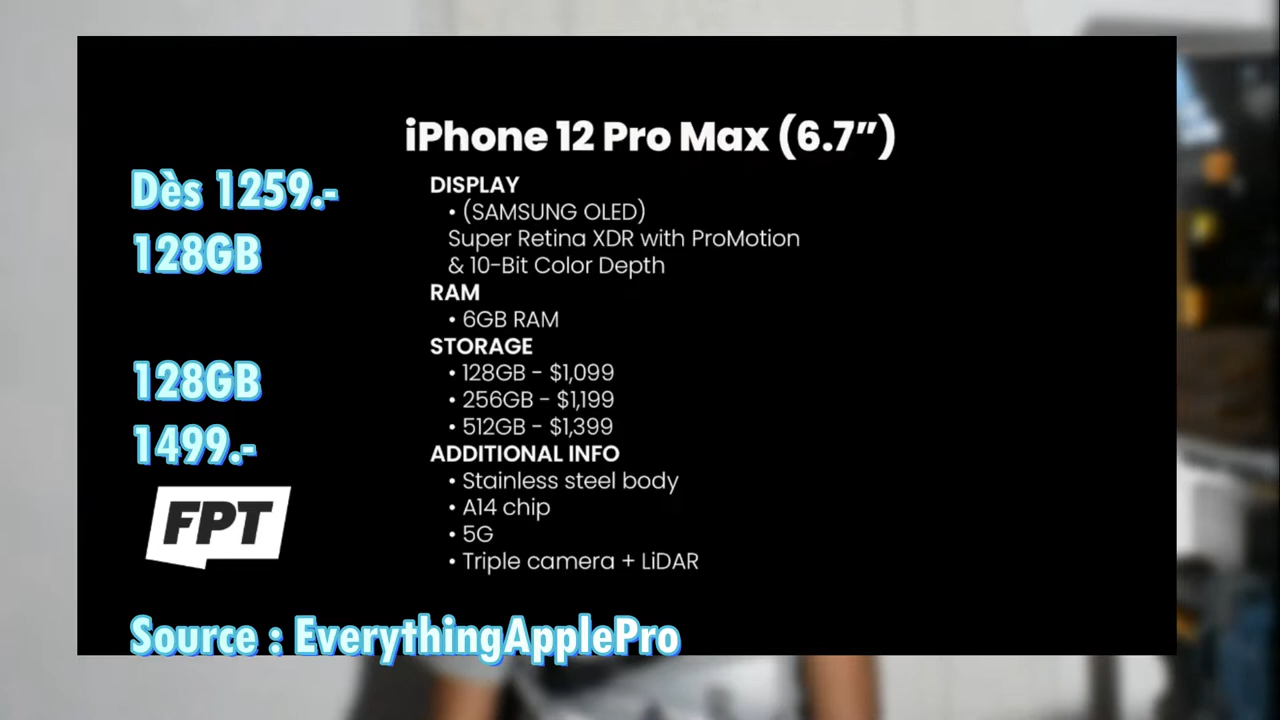 iPhone 12 Pro Max (6.7”)
Dès 1259.-
128GB
128GB
1499.-
FPT
DISPLAY
• (SAMSUNG OLED)
Super Retina XDR with ProMotion
& 10-Bit Color Depth
RAM
• 6GB RAM
STORAGE
• 128GB - $1,099
• 256GB - $1,199
• 512GB - $1,399
ADDITIONAL INFO
• Stainless steel body
• A14 chip
• 5G
• Triple camera + LiDAR
Source : EverythingApplePro